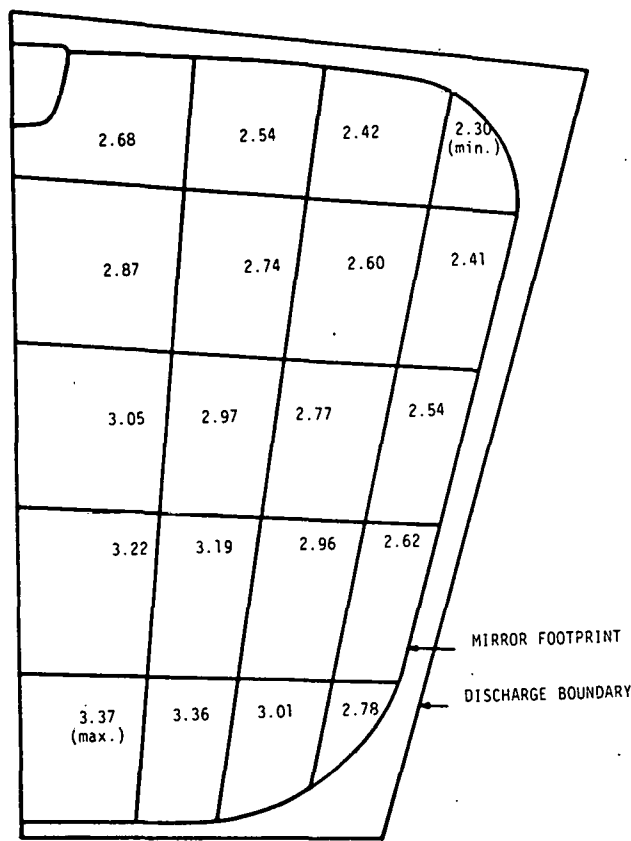 2.68 2.54 2.42 2.30
(min.)
2.87 2.74 2.60 2.41
3.05 2.97 2.77 2.54
3.22 3.19 2.96 2.62
MIRROR FOOTPRINT
DISCHARGE BOUNDARY
3.37 3.36 3.01 2.78
(max.)